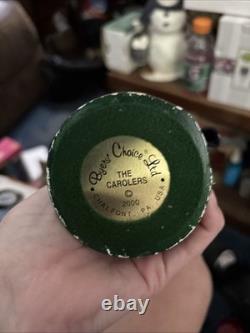 Byers' Choice Ltd
®
THE
CAROLERS
©
2000
CHALFONT, PA USA